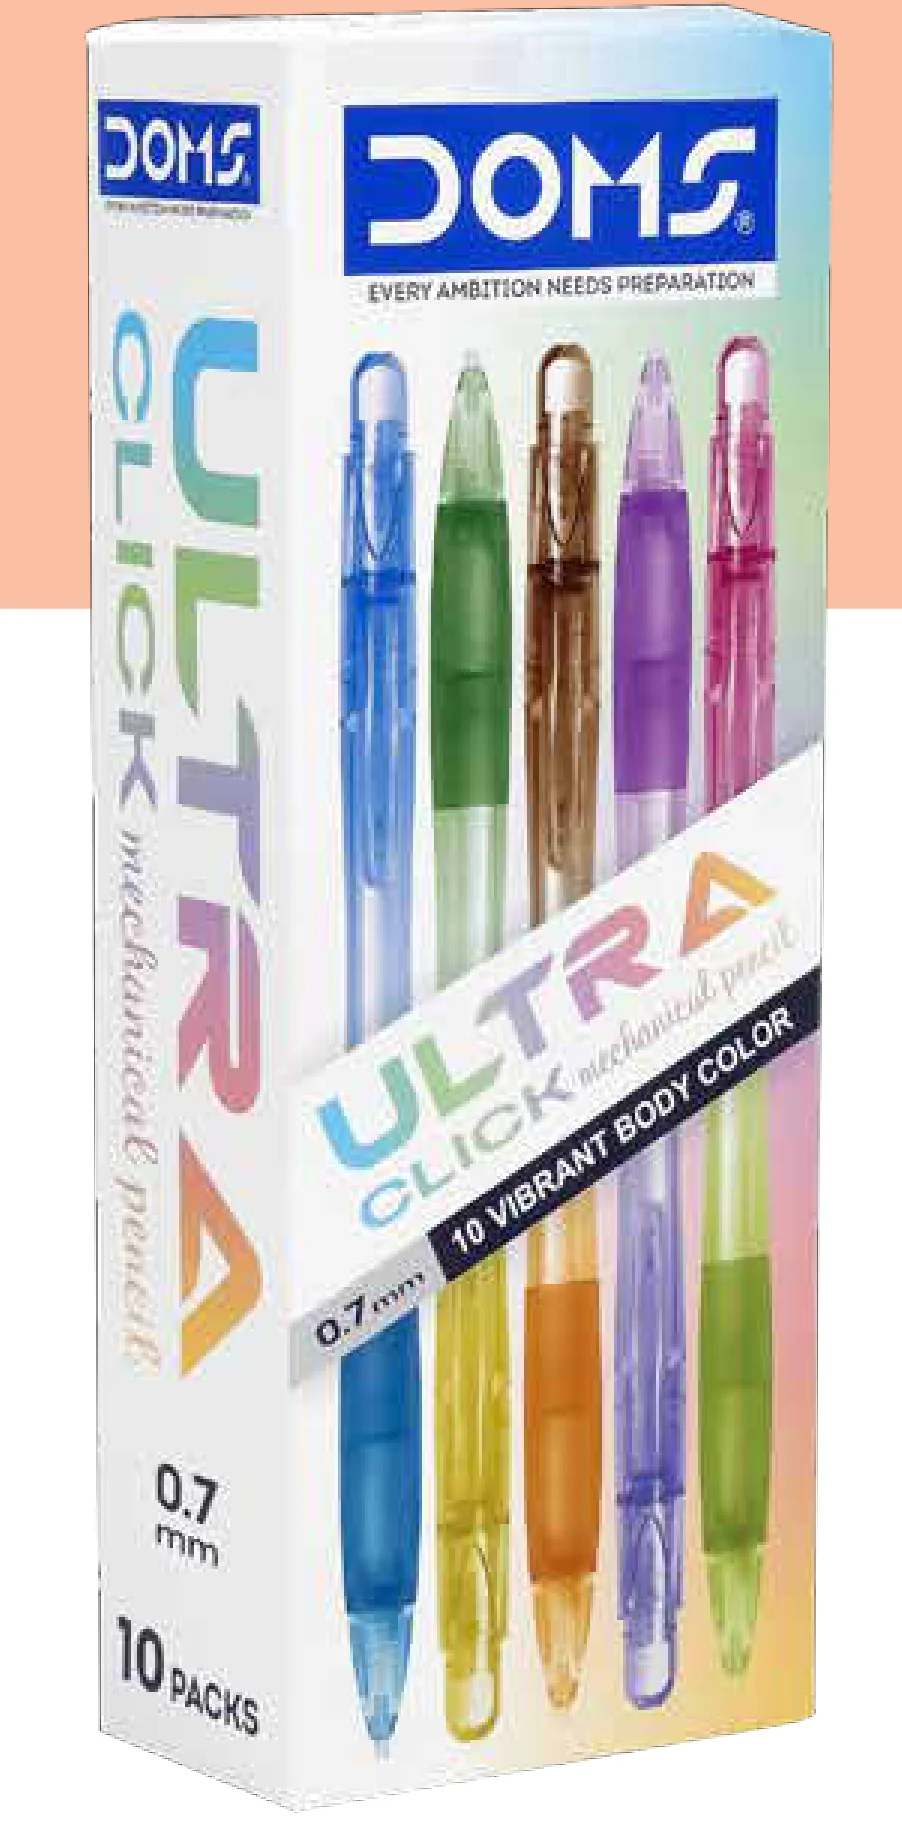 DOMS®
EVERY AMBITION NEEDS PREPARATION
ULTRA
CLICK mechanical pencil
10 VIBRANT BODY COLOR
0.7mm
DOMS®
ULTRA
CLICK mechanical pencil
0.7
mm
10 PACKS